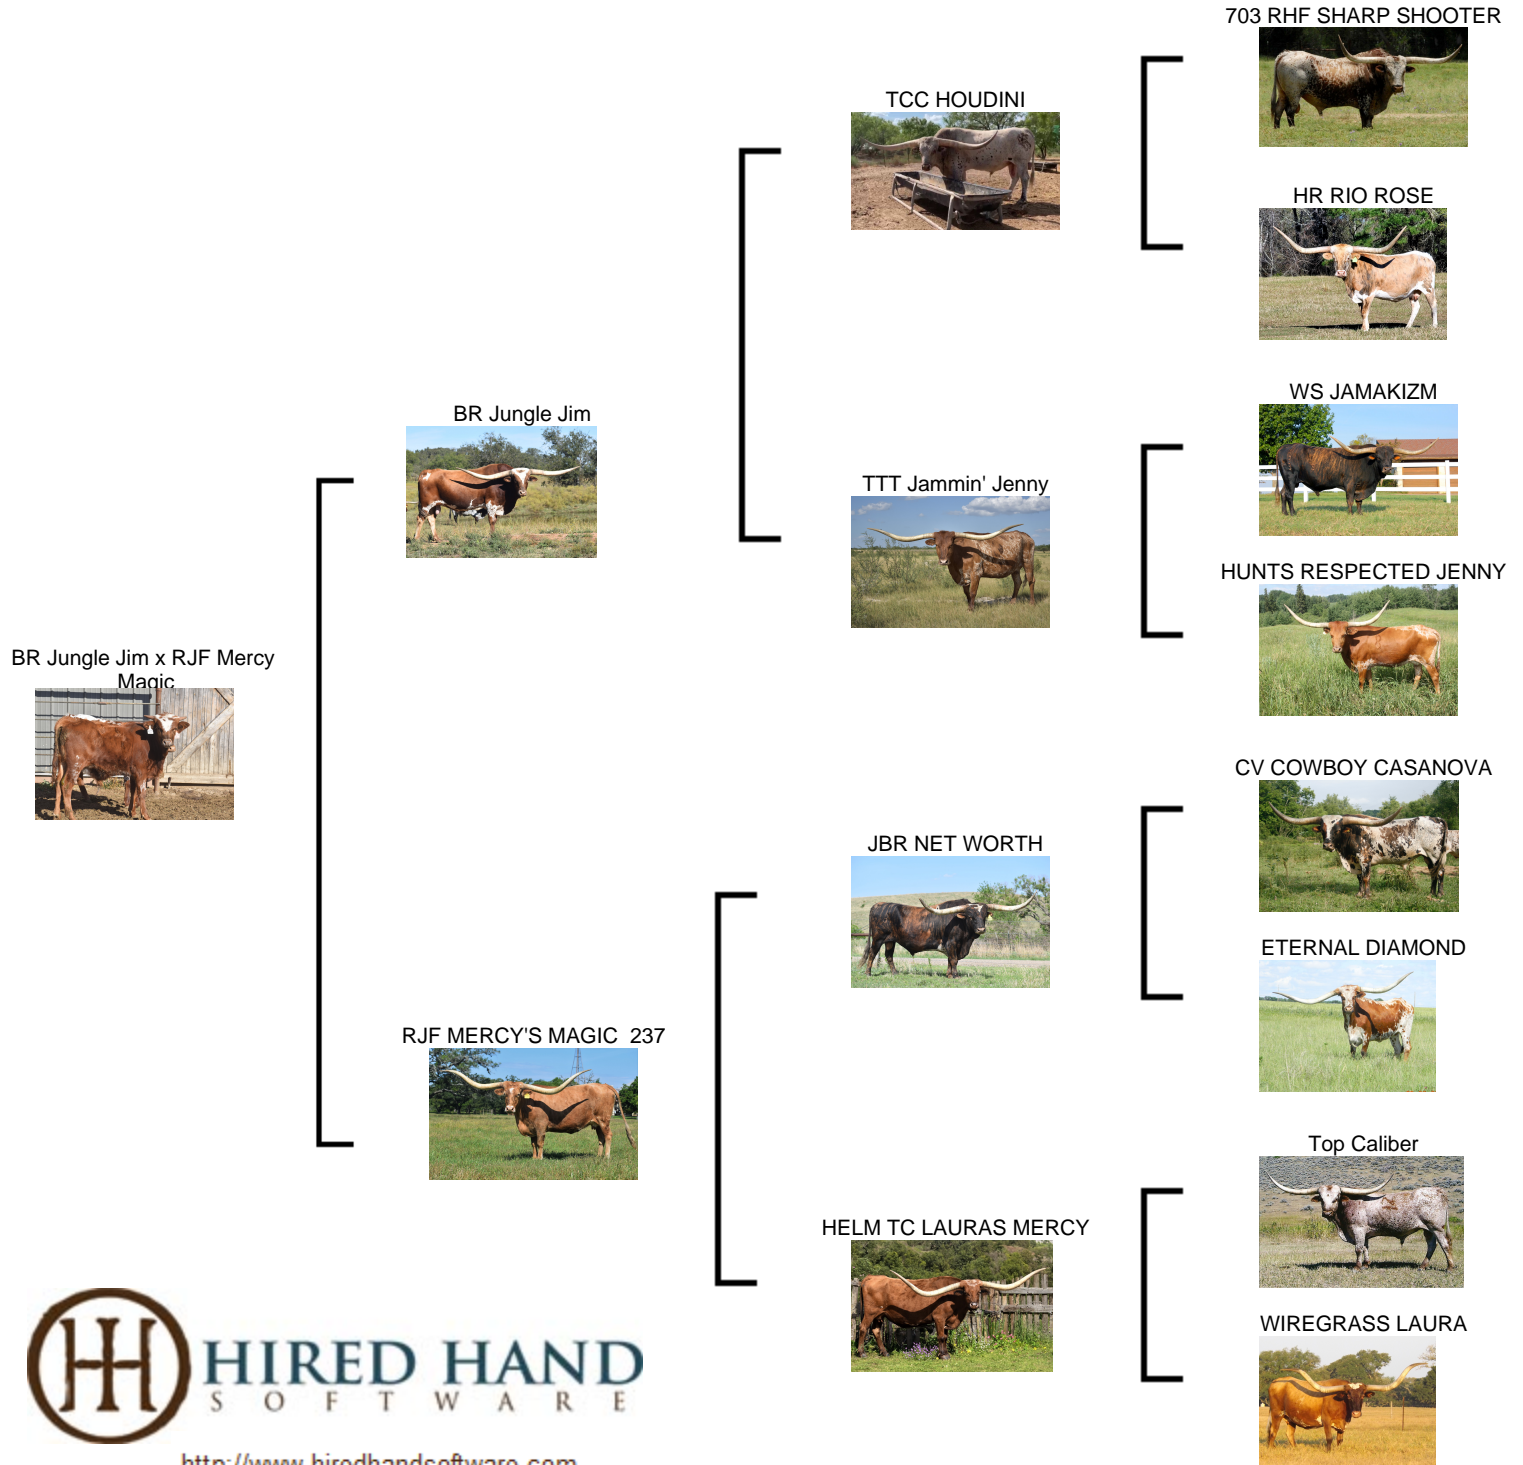 703 RHF SHARP SHOOTER
TCC HOUDINI
HR RIO ROSE
WS JAMAKIZM
BR Jungle Jim
TTT Jammin' Jenny
HUNTS RESPECTED JENNY
BR Jungle Jim x RJF Mercy
Magic
CV COWBOY CASANOVA
JBR NET WORTH
ETERNAL DIAMOND
RJF MERCY'S MAGIC  237
Top Caliber
HELM TC LAURAS MERCY
WIREGRASS LAURA
HIRED HAND
SOFTWARE
http://www.hiredhandsoftware.com